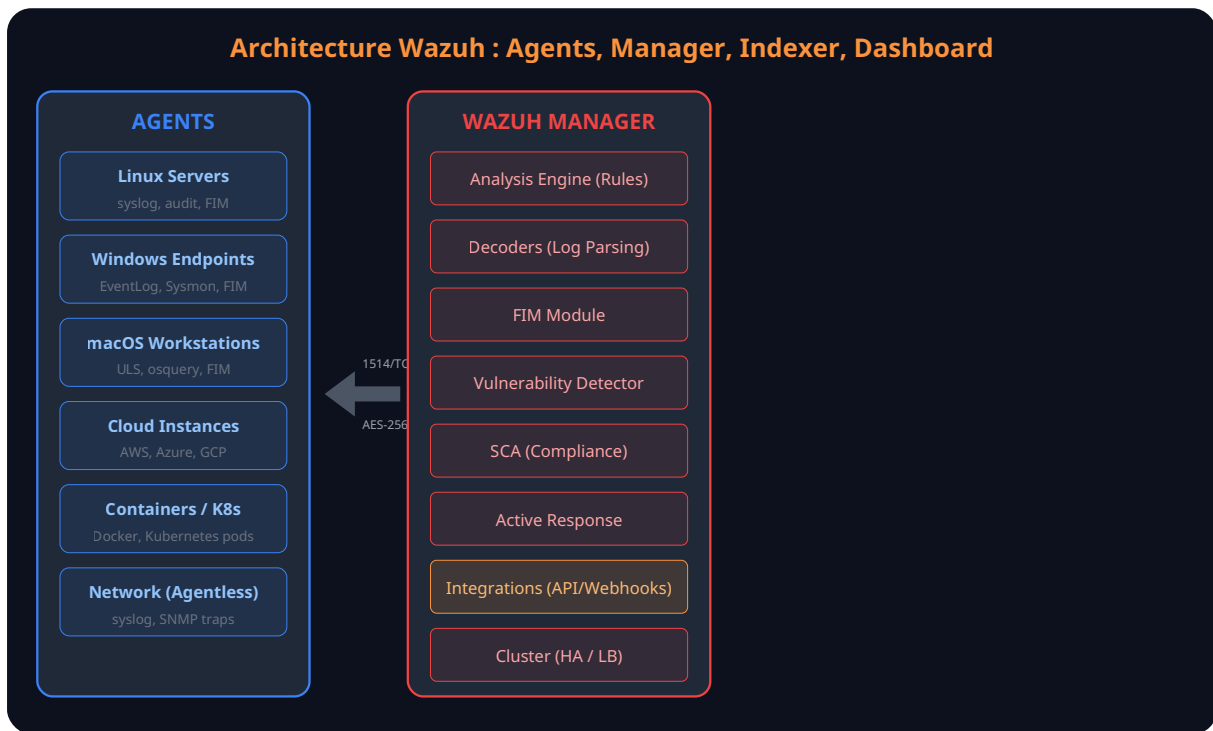 Architecture Wazuh : Agents, Manager, Indexer, Dashboard
AGENTS
Linux Servers
syslog, audit, FIM
Windows Endpoints
EventLog, Sysmon, FIM
macOS Workstations
ULS, osquery, FIM
Cloud Instances
AWS, Azure, GCP
Containers / K8s
Docker, Kubernetes pods
Network (Agentless)
syslog, SNMP traps
AES-256
WAZUH MANAGER
Analysis Engine (Rules)
Decoders (Log Parsing)
FIM Module
Vulnerability Detector
SCA (Compliance)
Active Response
Integrations (API/Webhooks)
Cluster (HA / LB)